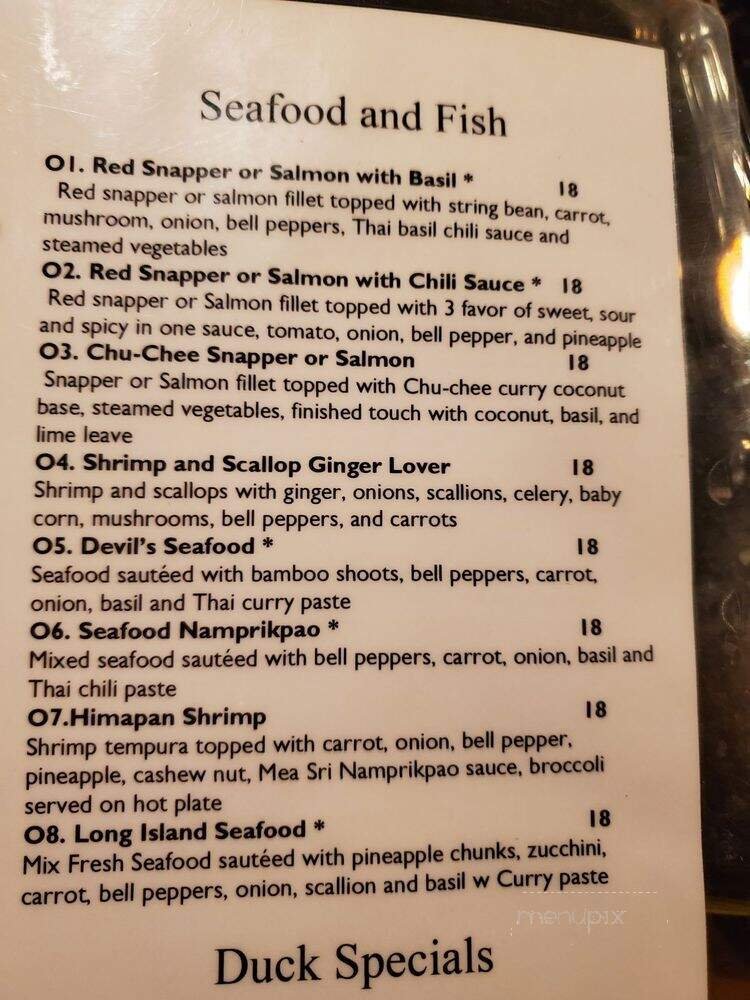 Seafood and Fish
O1. Red Snapper or Salmon with Basil * 18
Red snapper or salmon fillet topped with string bean, carrot,
mushroom, onion, bell peppers, Thai basil chili sauce and
steamed vegetables
O2. Red Snapper or Salmon with Chili Sauce * 18
Red snapper or Salmon fillet topped with 3 favor of sweet, sour
and spicy in one sauce, tomato, onion, bell pepper, and pineapple
O3. Chu-Chee Snapper or Salmon 18
Snapper or Salmon fillet topped with Chu-chee curry coconut
base, steamed vegetables, finished touch with coconut, basil, and
lime leave
O4. Shrimp and Scallop Ginger Lover 18
Shrimp and scallops with ginger, onions, scallions, celery, baby
corn, mushrooms, bell peppers, and carrots
O5. Devil's Seafood * 18
Seafood sautéed with bamboo shoots, bell peppers, carrot,
onion, basil and Thai curry paste
O6. Seafood Namprikpao * 18
Mixed seafood sautéed with bell peppers, carrot, onion, basil and
Thai chili paste
O7.Himapan Shrimp 18
Shrimp tempura topped with carrot, onion, bell pepper,
pineapple, cashew nut, Mea Sri Namprikpao sauce, broccoli
served on hot plate
O8. Long Island Seafood * 18
Mix Fresh Seafood sautéed with pineapple chunks, zucchini,
carrot, bell peppers, onion, scallion and basil w Curry paste
menupix
Duck Specials